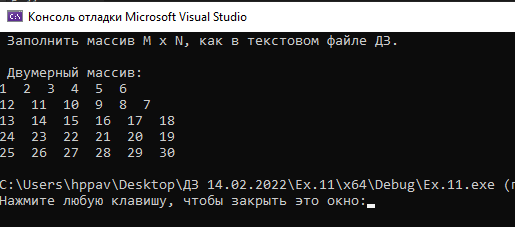 Консоль отладки Microsoft Visual Studio
Заполнить массив M x N, как в текстовом файле ДЗ.
Двумерный массив:
1 2 3 4 5 6
12 11 10 9 8 7
13 14 15 16 17 18
24 23 22 21 20 19
25 26 27 28 29 30
C:\Users\hppav\Desktop\ДЗ 14.02.2022\Ex.11\x64\Debug\Ex.11.exe (п
Нажмите любую клавишу, чтобы закрыть это окно: